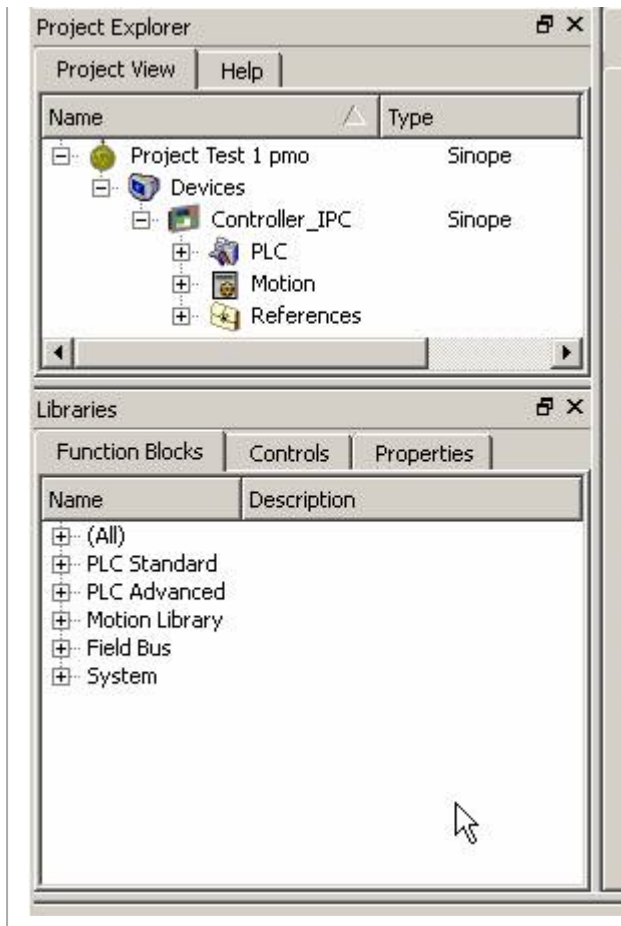 Project Explorer
Project View Help
Name Type
Project Test 1 pmo Sinope
Devices
Controller_IPC Sinope
PLC
Motion
References
Libraries
Function Blocks Controls Properties
Name Description
(All)
PLC Standard
PLC Advanced
Motion Library
Field Bus
System